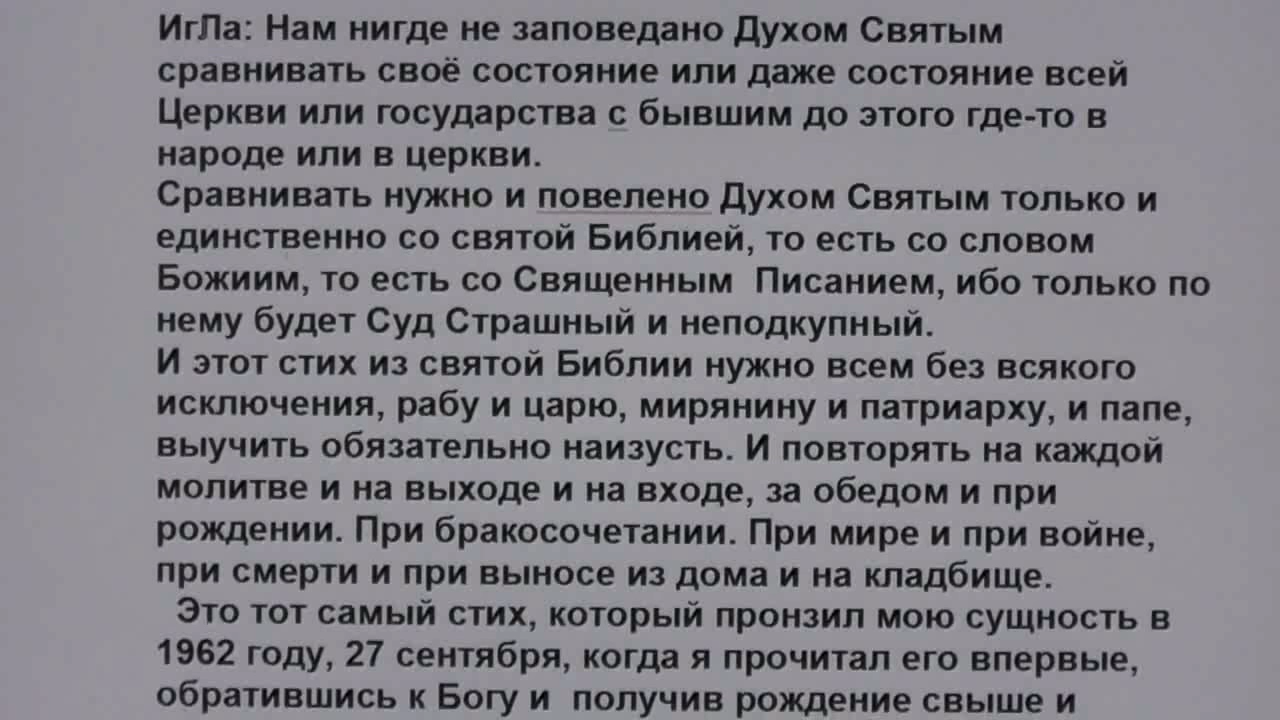 ИгЛа: Нам нигде не заповедано Духом Святым
сравнивать своё состояние или даже состояние всей
Церкви или государства с бывшим до этого где-то в
народе или в церкви.
Сравнивать нужно и повелено Духом Святым только и
единственно со святой Библией, то есть со словом
Божиим, то есть со Священным Писанием, ибо только по
нему будет Суд Страшный и неподкупный.
И этот стих из святой Библии нужно всем без всякого
исключения, рабу и царю, мирянину и патриарху, и папе,
выучить обязательно наизусть. И повторять на каждой
молитве и на выходе и на входе, за обедом и при
рождении. При бракосочетании. При мире и при войне,
при смерти и при выносе из дома и на кладбище.
Это тот самый стих, который пронзил мою сущность в
1962 году, 27 сентября, когда я прочитал его впервые,
обратившись к Богу и получив рождение свыше и